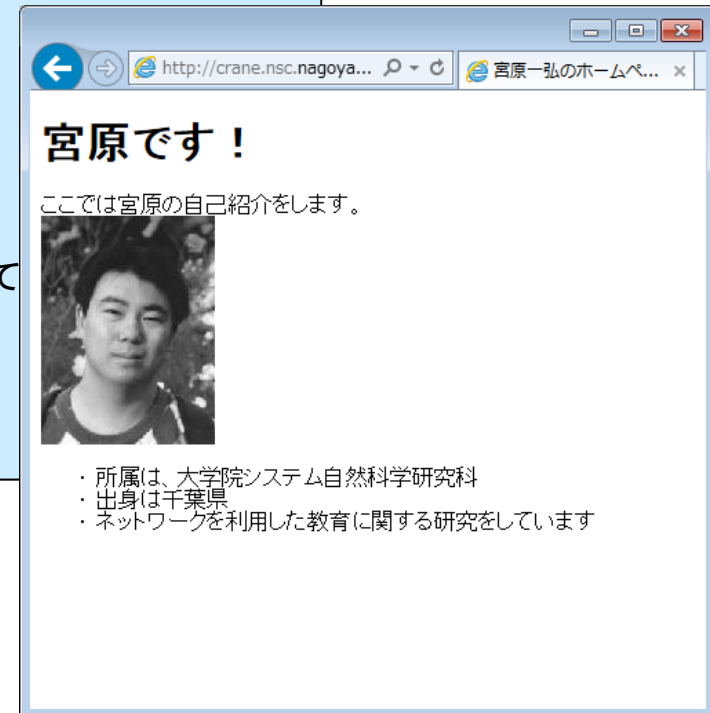 http://crane.nsc.nagoya...
宮原一弘のホームペ...
宮原です！
ここでは宮原の自己紹介をします。
て
・所属は、大学院システム自然科学研究科
・出身は千葉県
・ネットワークを利用した教育に関する研究をしています